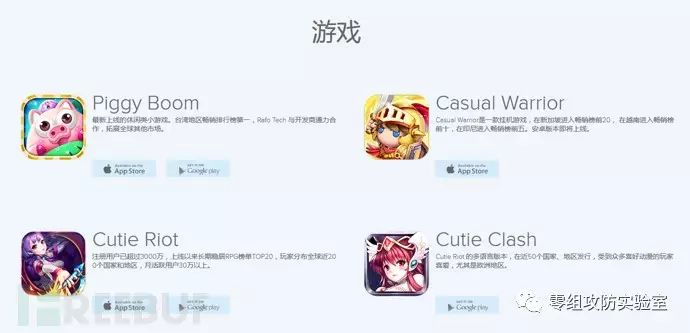 游戏
Piggy Boom
最新上线的休闲类小游戏。台湾地区畅销排行榜第一，Rafo Tech 与开发商通力合
作，拓展全球其他市场。
Available on the
App Store
GET IT ON
Google play
Casual Warrior
Casual Warrior是一款挂机游戏，在新加坡进入畅销榜前20，在越南进入畅销榜
前十，在印尼进入畅销榜前五。安卓版本即将上线。
Available on the
App Store
Cutie Riot
注册用户已超过3000万，上线以来长期稳居RPG榜单TOP20，玩家分布全球近20
0个国家和地区，月活跃用户30万以上。
Available on the
App Store
GET IT ON
Google play
Cutie Clash
Cutie Riot 的多语言版本，在近50个国家、地区发行，受到众多喜好动漫的玩家
喜爱，尤其是欧洲地区。
GET IT ON
Google play
REEBUF
零组攻防实验室